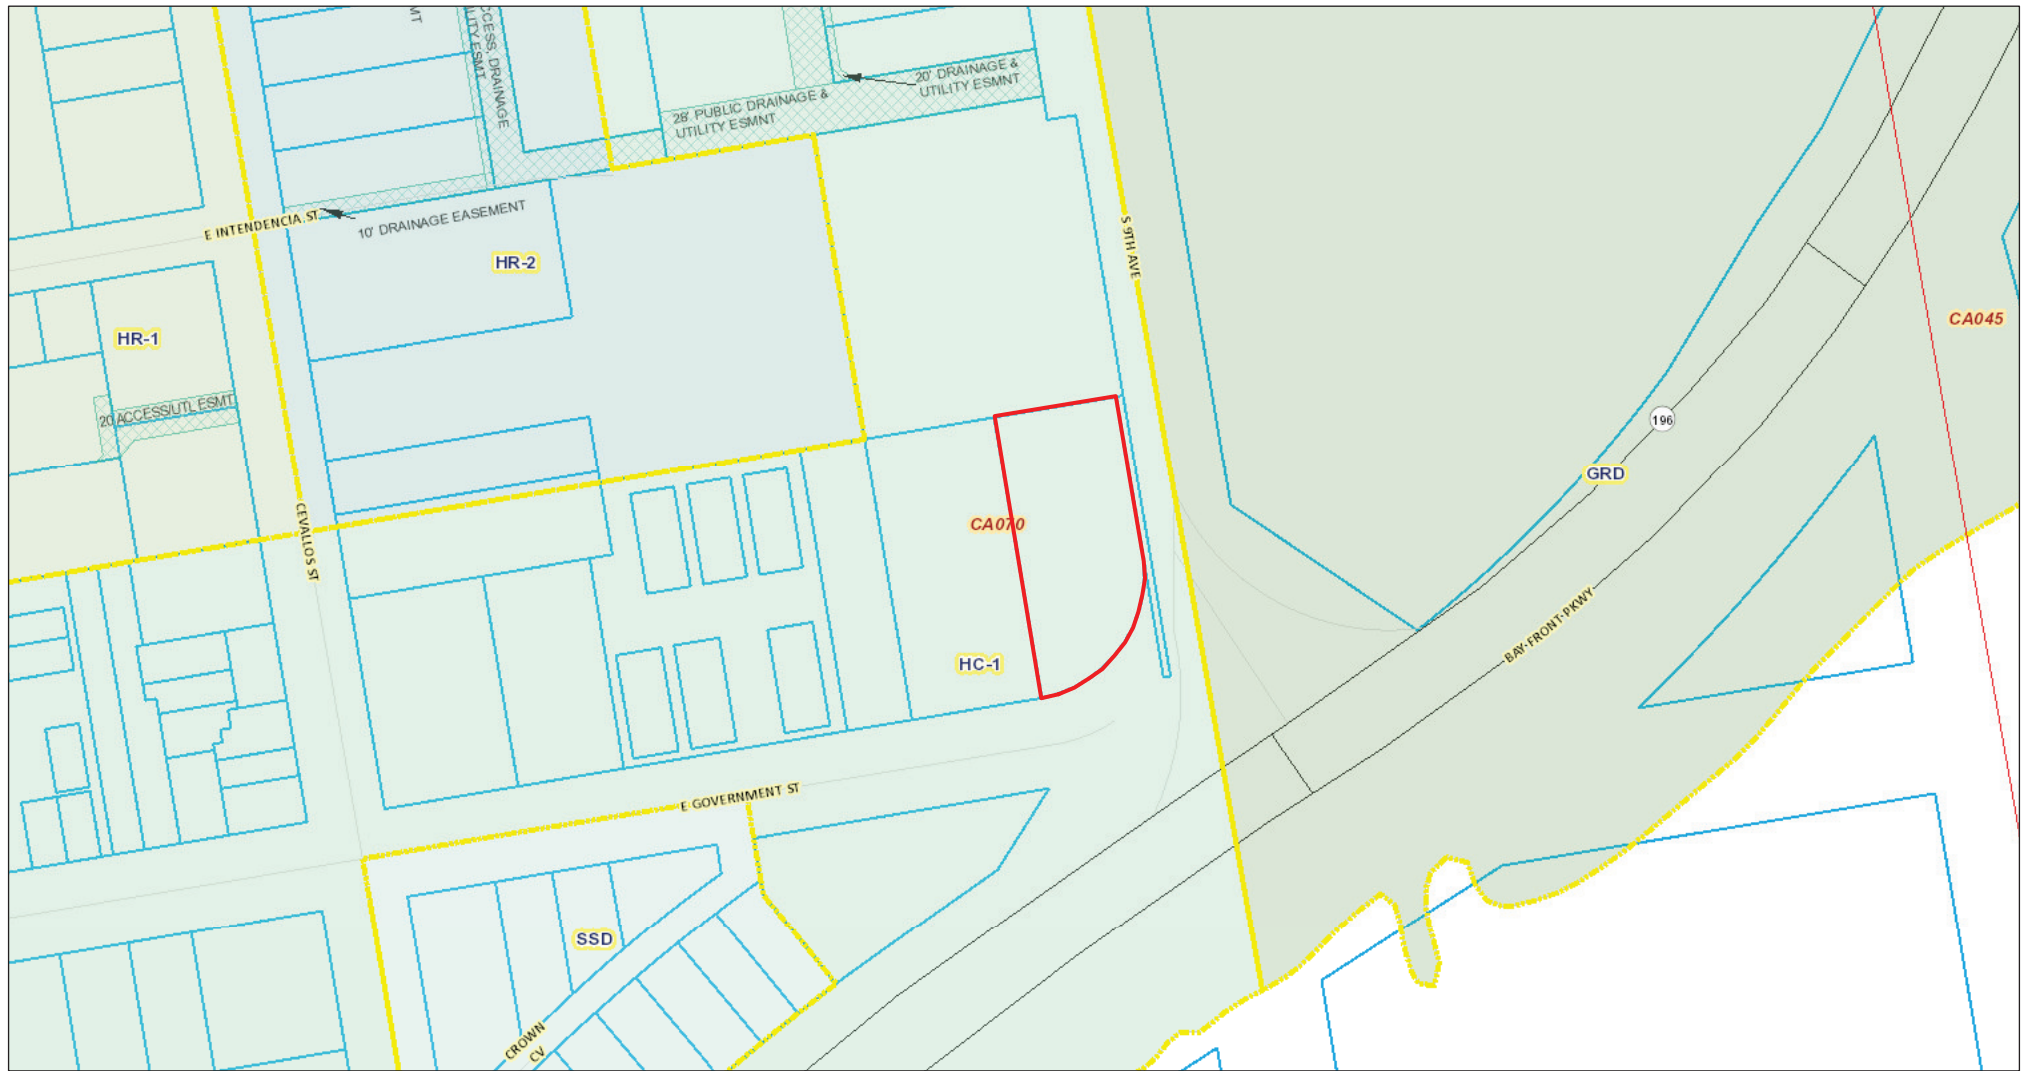 MT
CCESS, DRAINAGE
ILITY ESMT
20' DRAINAGE &
UTILITY ESMNT
28' PUBLIC DRAINAGE &
UTILITY ESMNT
E INTENDENCIA ST
10' DRAINAGE EASEMENT
S 9TH AVE
HR-2
CA045
HR-1
20 ACCESS/UTL ESMT
196
GRD
CEVALLOS ST
CA070
BAY FRONT PKWY
HC-1
E GOVERNMENT ST
SSD
CROWN
CV